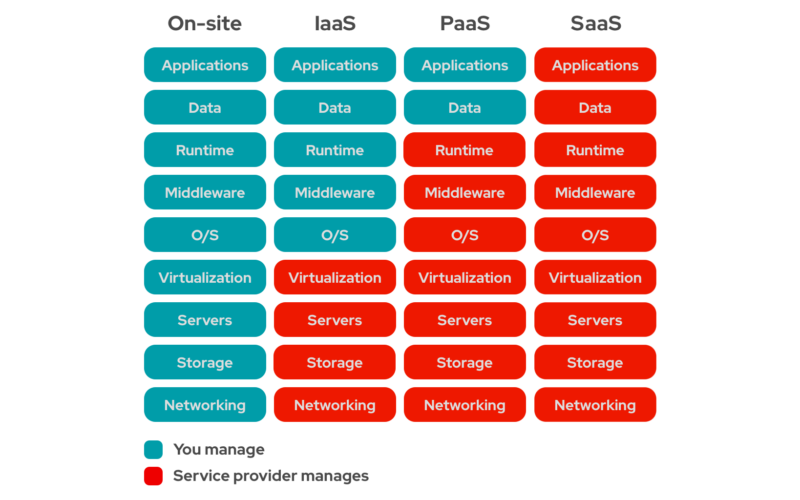 On-site IaaS PaaS SaaS
Applications Applications Applications Applications
Data Data Data Data
Runtime Runtime Runtime Runtime
Middleware Middleware Middleware Middleware
O/S O/S O/S O/S
Virtualization Virtualization Virtualization Virtualization
Servers Servers Servers Servers
Storage Storage Storage Storage
Networking Networking Networking Networking
You manage
Service provider manages